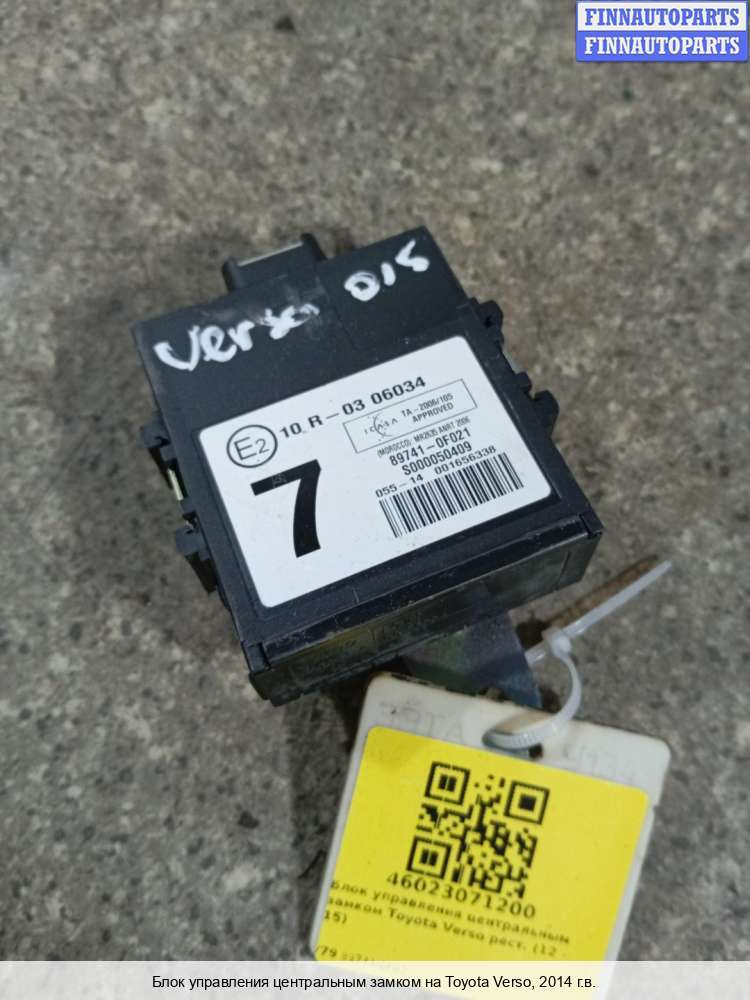 FINNAUTOPARTS
FINNAUTOPARTS
Verso 015
E2
10 R-03 06034
ICASA TA-2006/105
APPROVED
(MOROCCO): MR2635 ANRT 2006
89741-0F021
S000050409
055-14 001656338
7
46023071200
Блок управления центральным
замком Toyota Verso рест. (12 -
15)
Блок управления центральным замком на Toyota Verso, 2014 г.в.